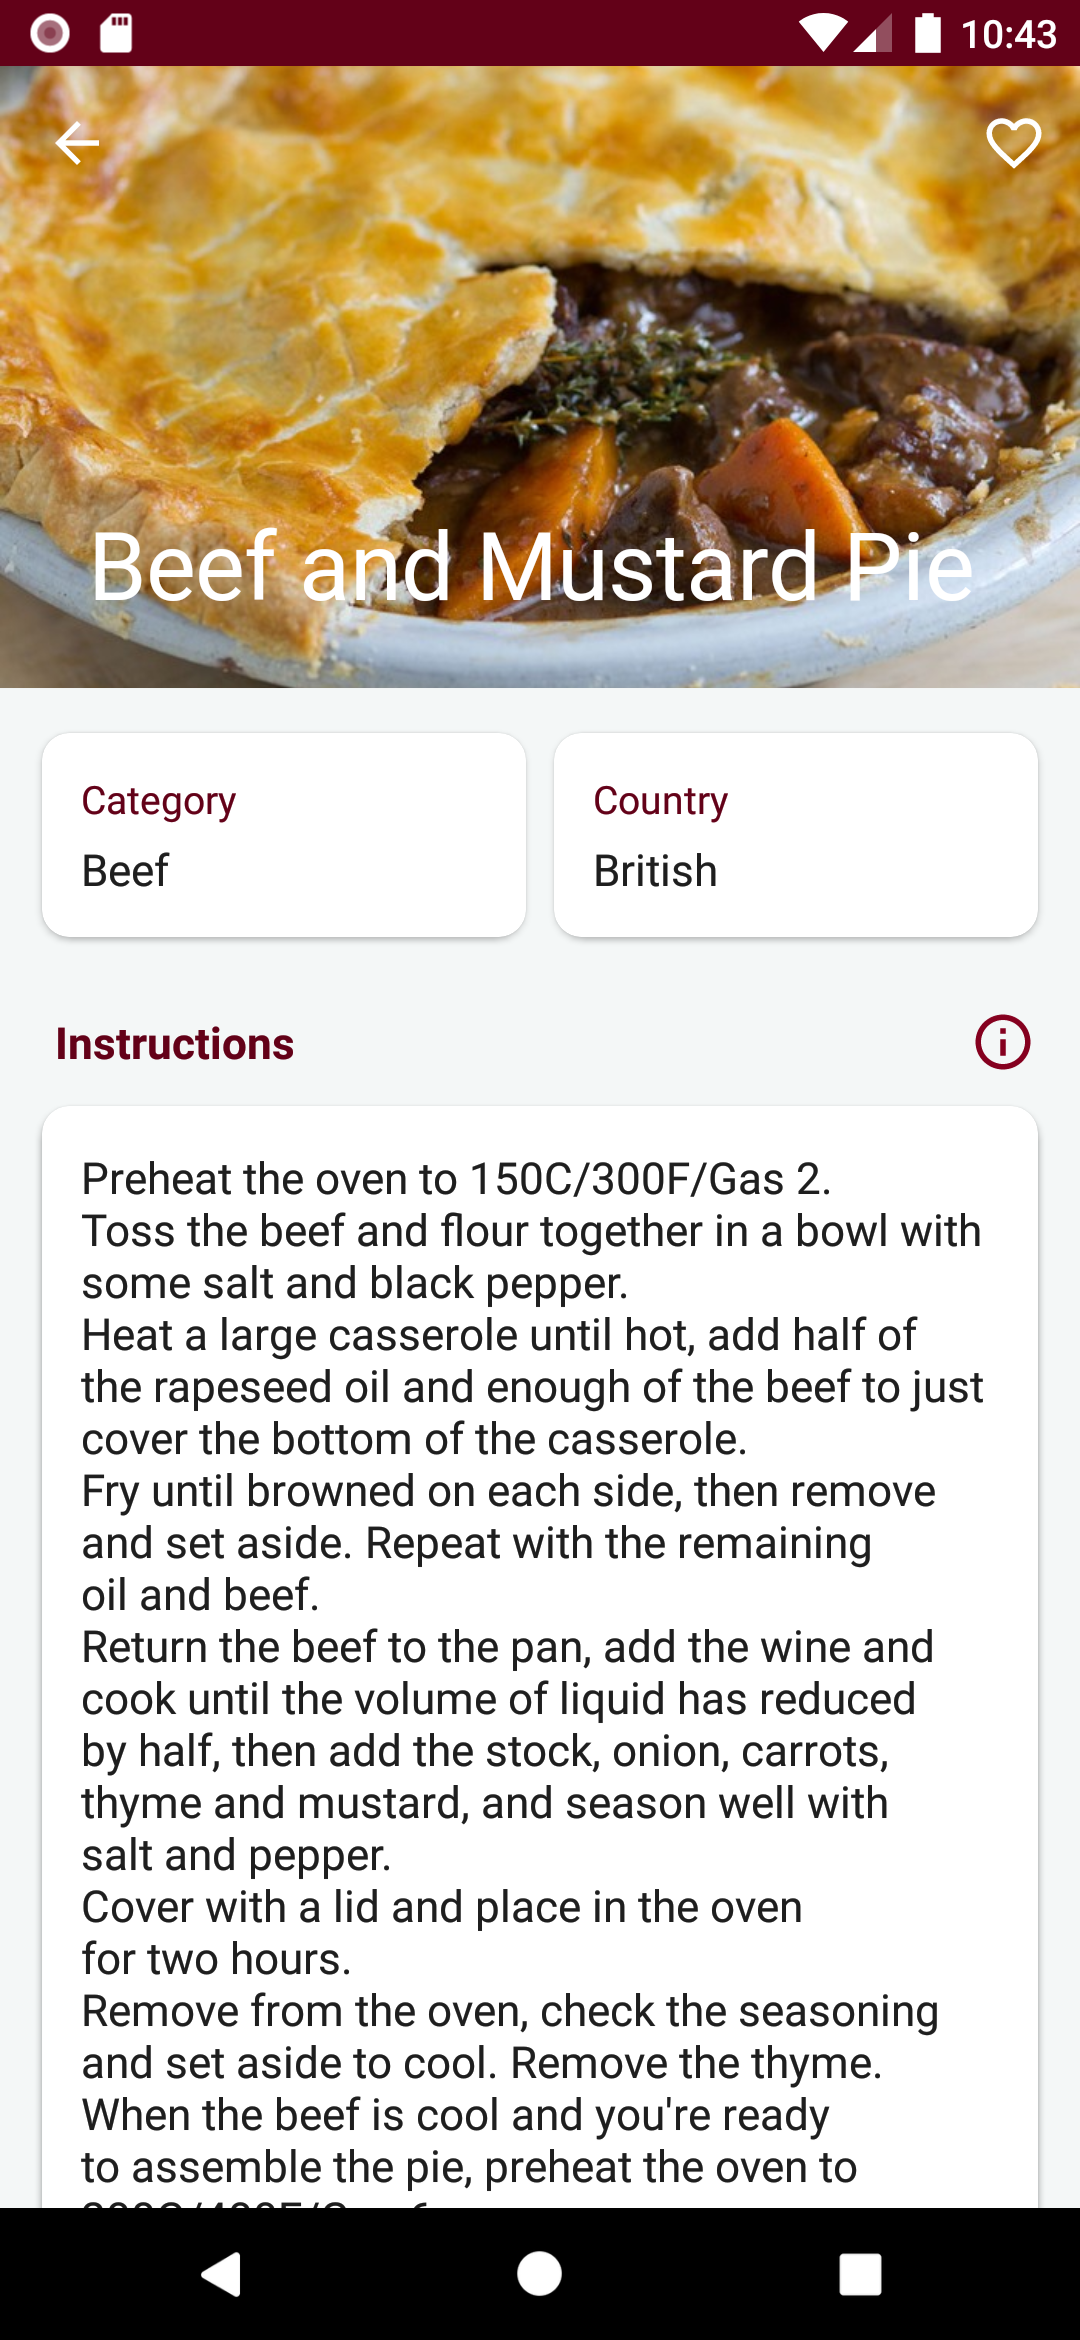 10:43
Beef and Mustard Pie
Category
Beef
Country
British
Instructions
Preheat the oven to 150C/300F/Gas 2.
Toss the beef and flour together in a bowl with
some salt and black pepper.
Heat a large casserole until hot, add half of
the rapeseed oil and enough of the beef to just
cover the bottom of the casserole.
Fry until browned on each side, then remove
and set aside. Repeat with the remaining
oil and beef.
Return the beef to the pan, add the wine and
cook until the volume of liquid has reduced
by half, then add the stock, onion, carrots,
thyme and mustard, and season well with
salt and pepper.
Cover with a lid and place in the oven
for two hours.
Remove from the oven, check the seasoning
and set aside to cool. Remove the thyme.
When the beef is cool and you're ready
to assemble the pie, preheat the oven to